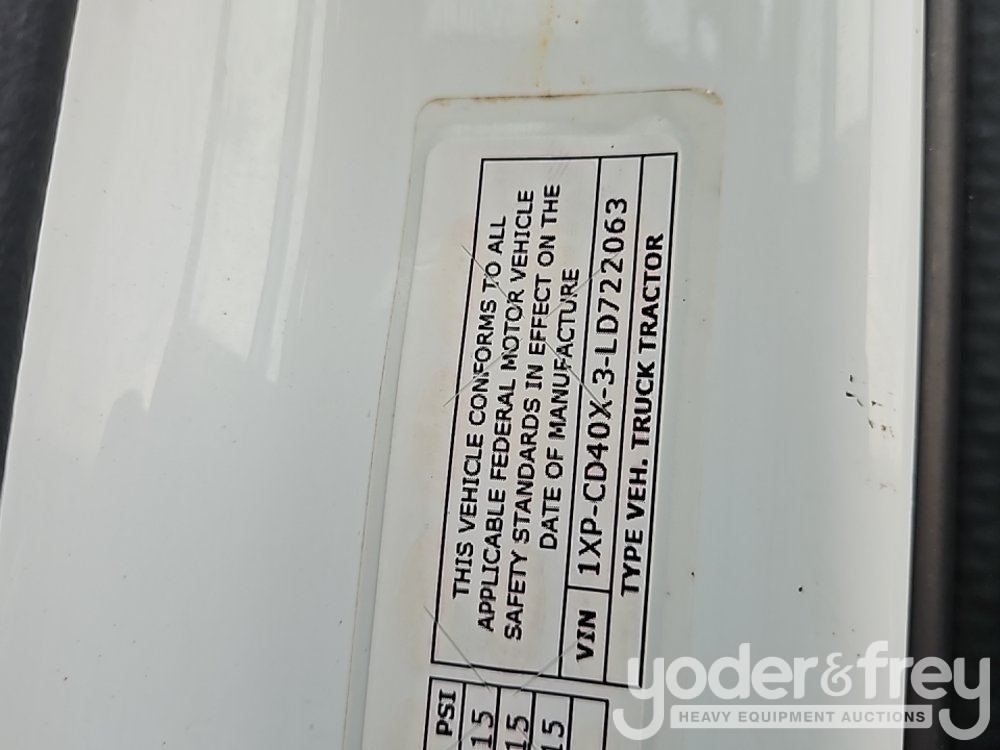 THIS VEHICLE CONFORMS TO ALL
APPLICABLE FEDERAL MOTOR VEHICLE
SAFETY STANDARDS IN EFFECT ON THE
DATE OF MANUFACTURE
VIN 1XP-CD40X-3-LD722063
TYPE VEH. TRUCK TRACTOR
PSI
15
15
15
yoder&frey
HEAVY EQUIPMENT AUCTIONS